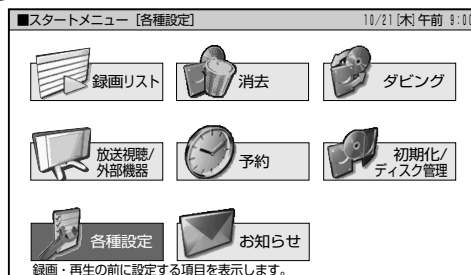 ■スタートメニュー [各種設定] 10/21[木]午前 9:00
録画リスト
消去
ダビング
放送視聴/
外部機器
予約
初期化/
ディスク管理
各種設定
お知らせ
録画・再生の前に設定する項目を表示します。